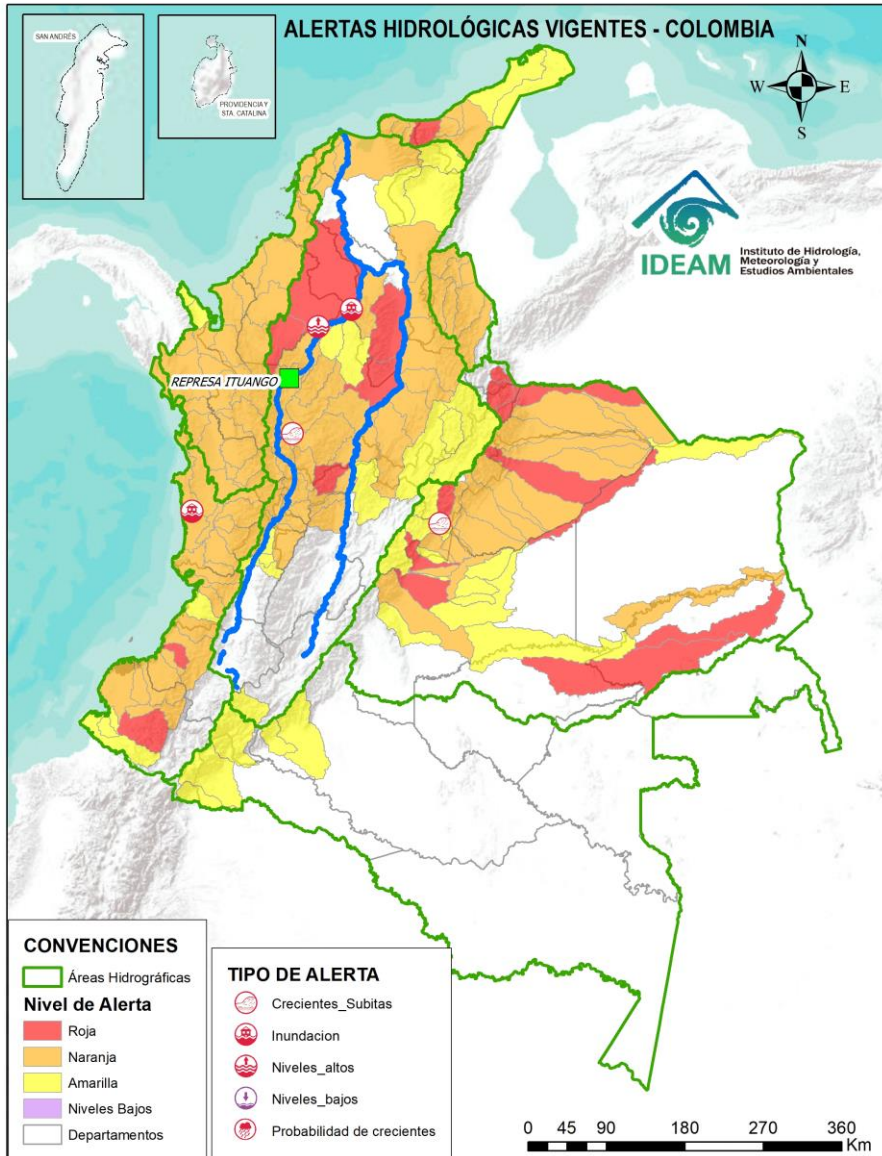 ALERTAS HIDROLÓGICAS VIGENTES - COLOMBIA
SAN ANDRÉS
PROVIDENCIA Y
STA. CATALINA
N
W
E
S
IDEAM
Instituto de Hidrología,
Meteorología y
Estudios Ambientales
REPRESA ITUANGO
CONVENCIONES
Áreas Hidrográficas
Nivel de Alerta
Roja
Naranja
Amarilla
Niveles Bajos
Departamentos
TIPO DE ALERTA
Crecientes_Subitas
Inundacion
Niveles_altos
Niveles_bajos
Probabilidad de crecientes
0 45 90 180 270 360
Km